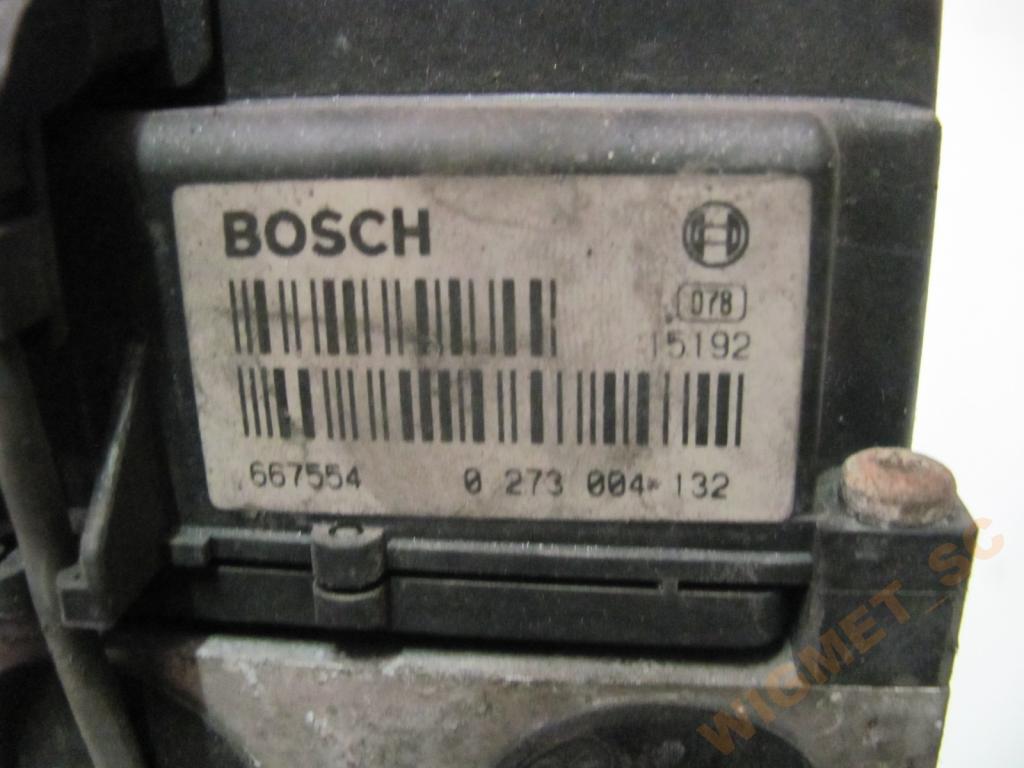 BOSCH
078
15192
667554 0 273 004 132
WIGMET_SC